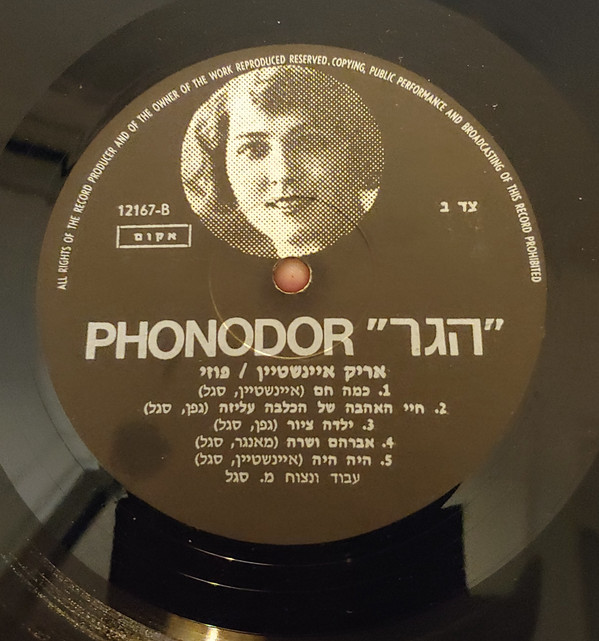 ALL RIGHTS OF THE RECORD PRODUCER AND OF THE OWNER OF THE WORK REPRODUCED RESERVED. COPYING, PUBLIC PERFORMANCE AND BROADCASTING OF THIS RECORD PROHIBITED
12167-B
צד ב
אקום
PHONODOR "הגר"
אריק איינשטיין / פוזי
1. כמה חם (איינשטיין, סגל)
2. חיי האהבה של הכלבה עליזה (גפן, סגל)
3. ילדה ציור (גפן, סגל)
4. אברהם ושרה (מאנגר, סגל)
5. היה היה (איינשטיין, סגל)
עבוד ונצוח מ. סגל